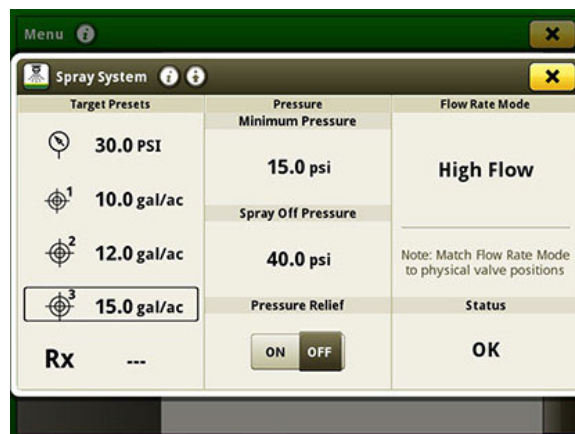 Menu
Spray System
Target Presets
30.0 PSI
1
10.0 gal/ac
2
12.0 gal/ac
3
15.0 gal/ac
Rx ---
Pressure
Minimum Pressure
15.0 psi
Spray Off Pressure
40.0 psi
Pressure Relief
ON OFF
Flow Rate Mode
High Flow
Note: Match Flow Rate Mode
to physical valve positions
Status
OK